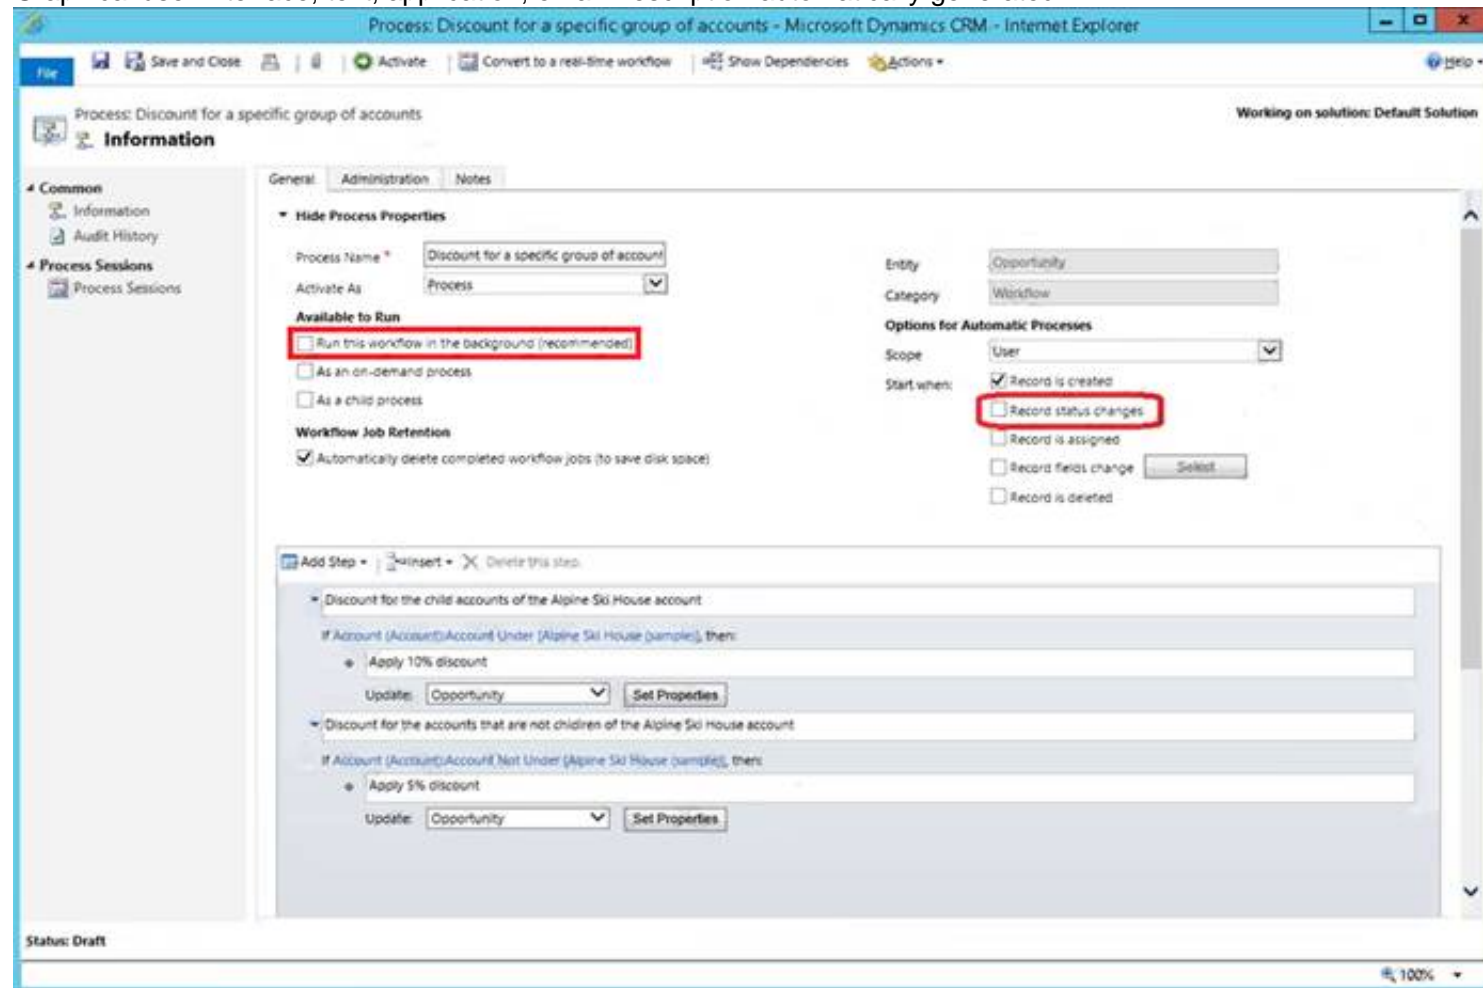 Process: Discount for a specific group of accounts - Microsoft Dynamics CRM - Internet Explorer
File Save and Close Activate Convert to a real-time workflow Show Dependencies Actions Help
Process: Discount for a specific group of accounts
Information
Working on solution: Default Solution
Common
Information
Audit History
Process Sessions
Process Sessions
General Administration Notes
Hide Process Properties
Process Name * Discount for a specific group of account
Activate As Process
Available to Run
Run this workflow in the background (recommended)
As an on-demand process
As a child process
Workflow Job Retention
Automatically delete completed workflow jobs (to save disk space)
Entity Opportunity
Category Workflow
Options for Automatic Processes
Scope User
Start when: Record is created
Record status changes
Record is assigned
Record fields change Select
Record is deleted
Add Step Insert Delete this step.
Discount for the child accounts of the Alpine Ski House account
If Account (Account):Account Under [Alpine Ski House (sample)], then:
Apply 10% discount
Update: Opportunity Set Properties
Discount for the accounts that are not children of the Alpine Ski House account
If Account (Account):Account Not Under [Alpine Ski House (sample)], then:
Apply 5% discount
Update: Opportunity Set Properties
Status: Draft
100%